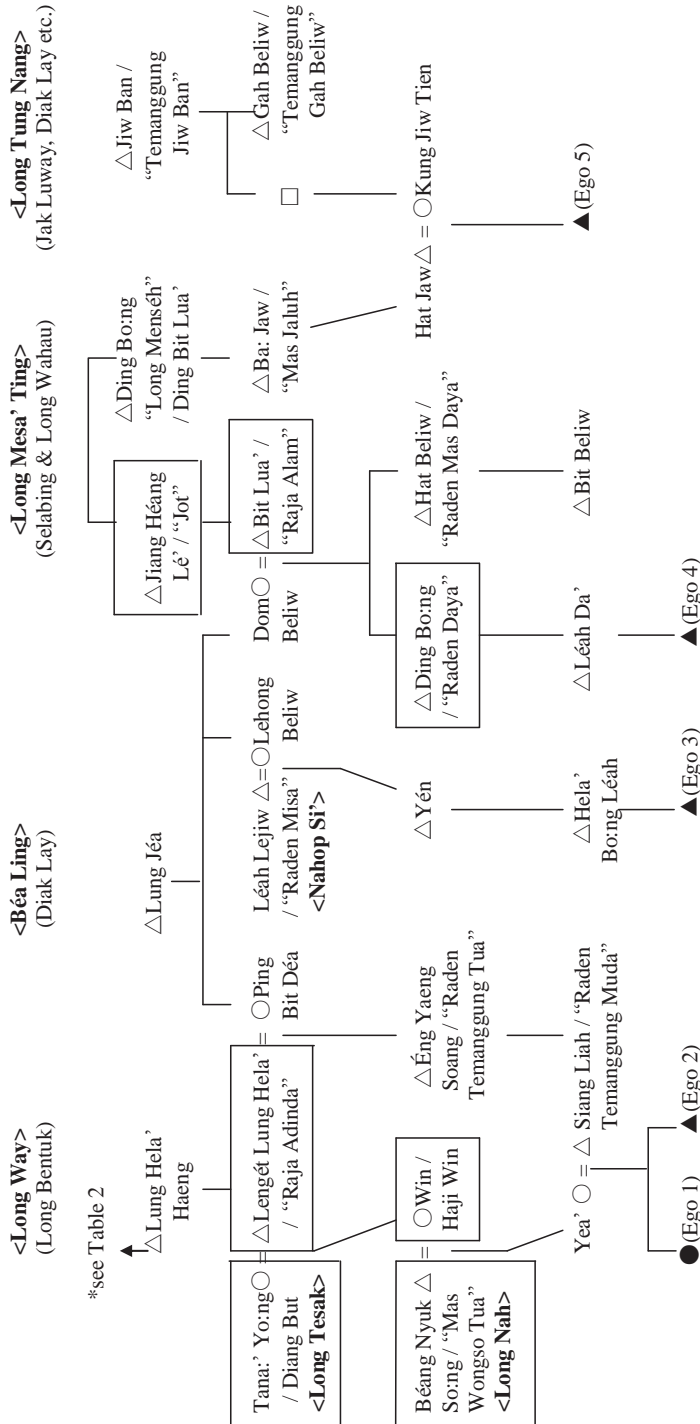 <Long Way>
(Long Bentuk)
*see Table 2
△Lung Hela’
Haeng
Tana:’ Yo:ng○ = △Lengét Lung Hela’ = ○Ping
/ Diang But
<Long Tesak>
/ “Raja Adinda”
Bit Déa
Béang Nyuk △ = ○Win /
So:ng / “Mas
Wongso Tua”
<Long Nah>
Haji Win
△Éng Yaeng
Soang / “Raden
Temanggung Tua”
Yea’ ○ = △ Siang Liah / “Raden
Temanggung Muda”
●(Ego 1)
▲(Ego 2)
<Béa Ling>
(Diak Lay)
△Lung Jéa
Léah Lejiw △=○Lehong
/ “Raden Misa”
<Nahop Si’>
Beliw
△Yén
△Hela’
Bo:ng Léah
▲(Ego 3)
<Long Mesa’ Ting>
(Selabing & Long Wahau)
△Jiang Héang
Lé’ / “Jot”
△Ding Bo:ng
“Long Menséh”
/ Ding Bit Lua’
Dom○ = △Bit Lua’ /
Beliw
“Raja Alam”
△Ba: Jaw /
“Mas Jaluh”
△Ding Bo:ng
/ “Raden Daya”
△Hat Beliw /
“Raden Mas Daya”
△Léah Da’
△Bit Beliw
▲(Ego 4)
<Long Tung Nang>
(Jak Luway, Diak Lay etc.)
△Jiw Ban /
“Temanggung
Jiw Ban”
□
△Gah Beliw /
“Temanggung
Gah Beliw”
Hat Jaw△ = ○Kung Jiw Tien
▲(Ego 5)